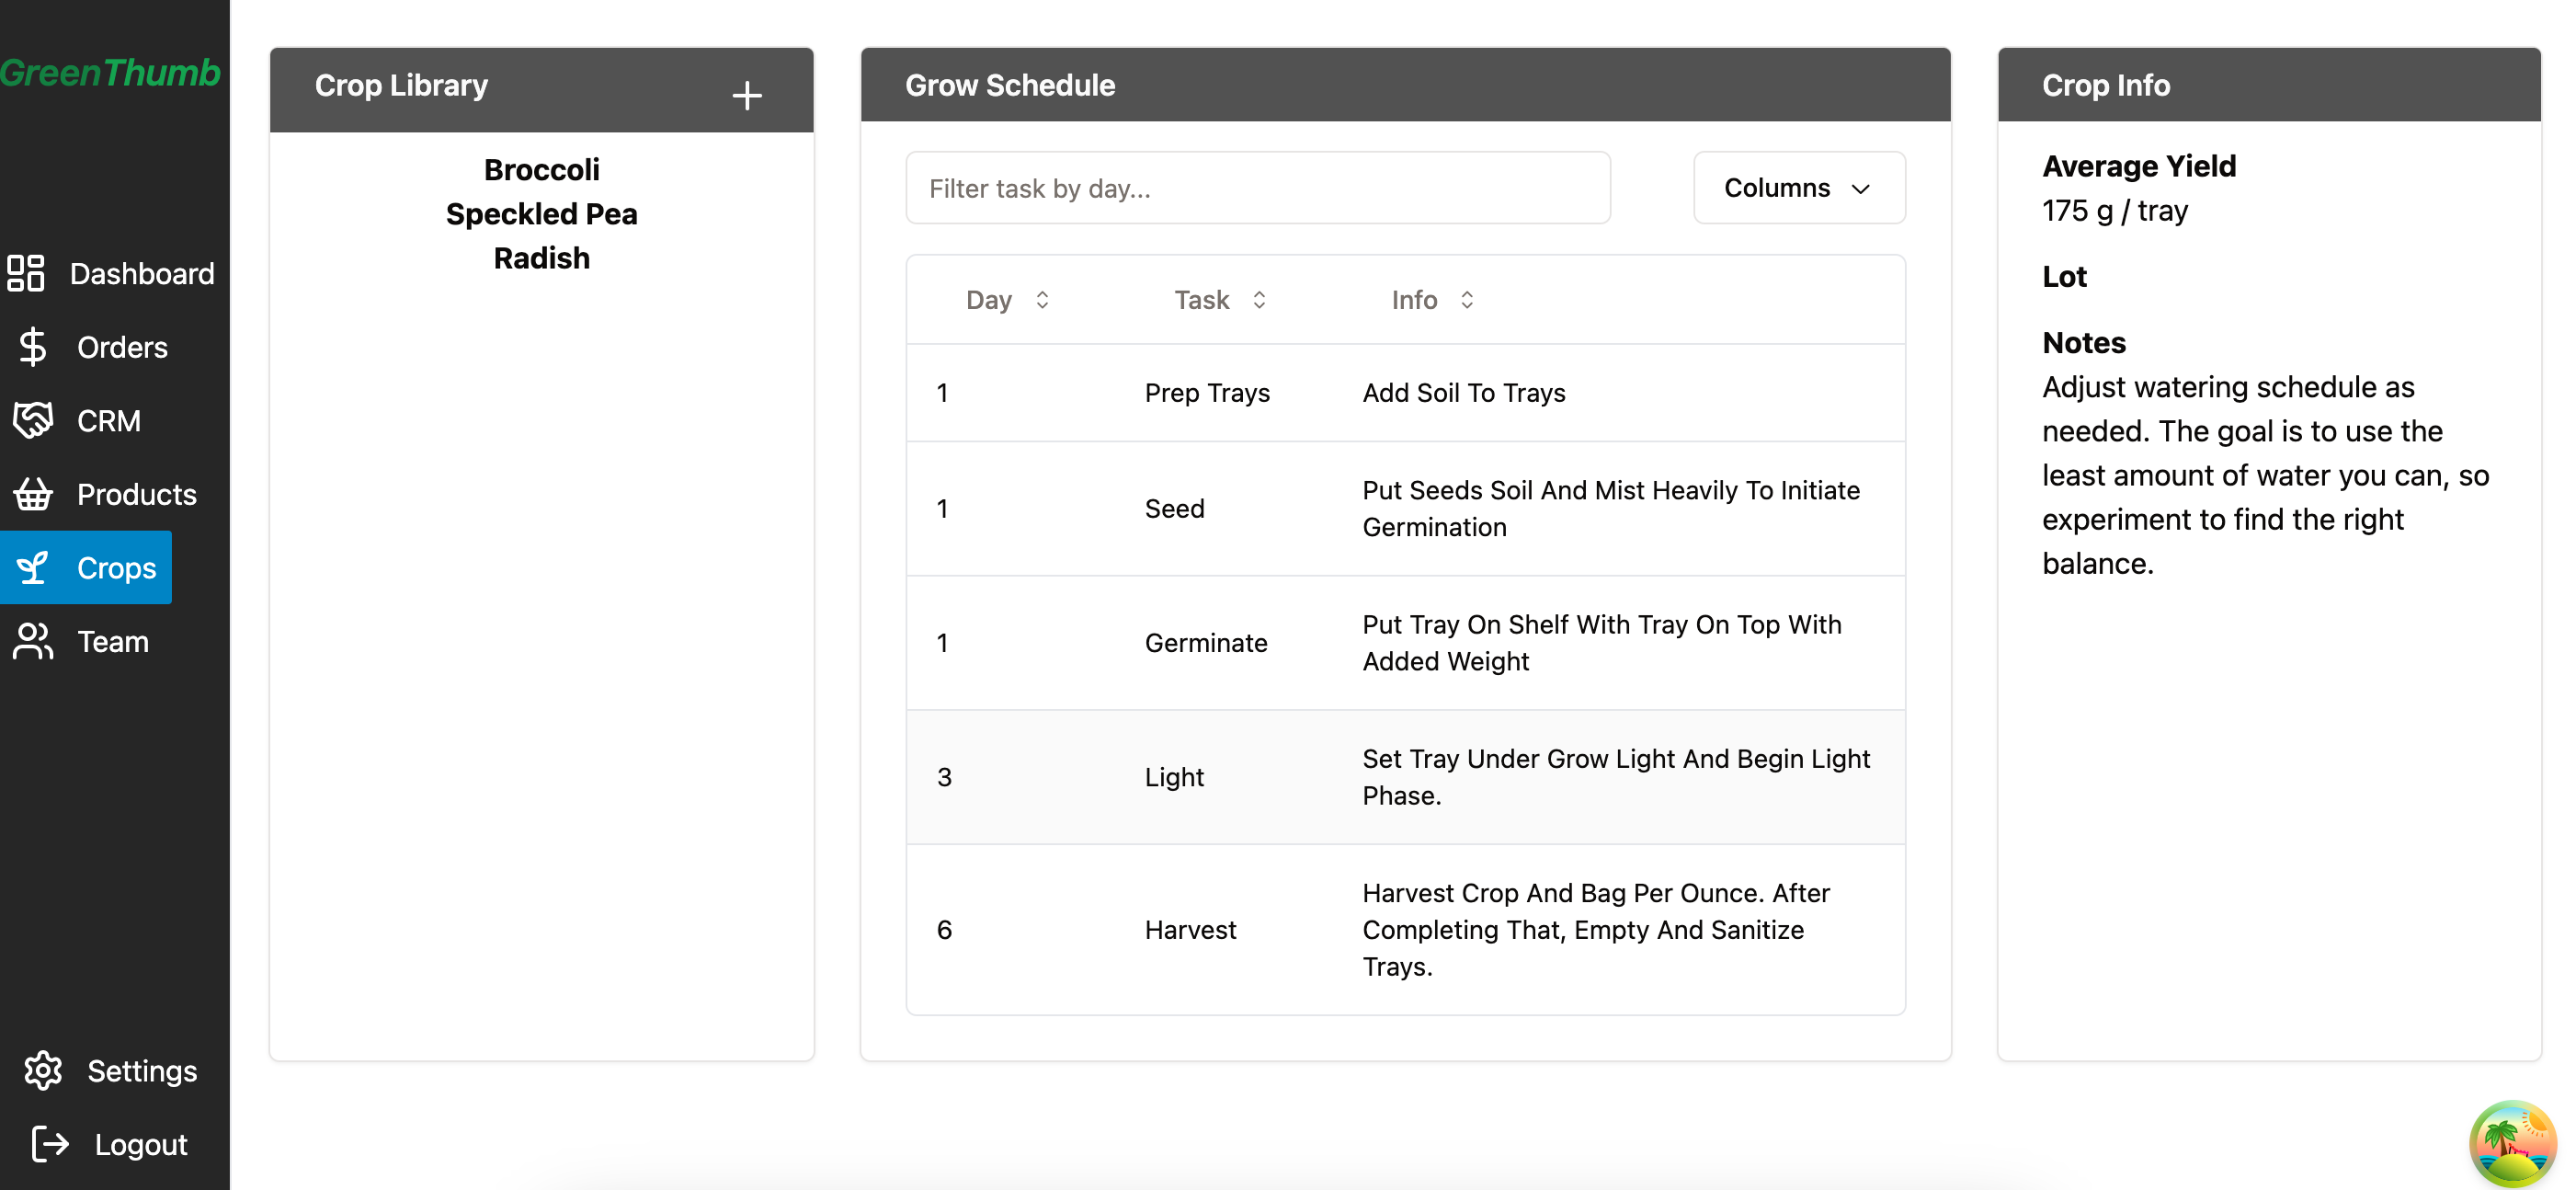 GreenThumb
Dashboard
Orders
CRM
Products
Crops
Team
Settings
Logout
Crop Library
Broccoli
Speckled Pea
Radish
Grow Schedule
Filter task by day...
Columns
Day Task Info
1 Prep Trays Add Soil To Trays
1 Seed Put Seeds Soil And Mist Heavily To Initiate
Germination
1 Germinate Put Tray On Shelf With Tray On Top With
Added Weight
3 Light Set Tray Under Grow Light And Begin Light
Phase.
6 Harvest Harvest Crop And Bag Per Ounce. After
Completing That, Empty And Sanitize
Trays.
Crop Info
Average Yield
175 g / tray
Lot
Notes
Adjust watering schedule as
needed. The goal is to use the
least amount of water you can, so
experiment to find the right
balance.